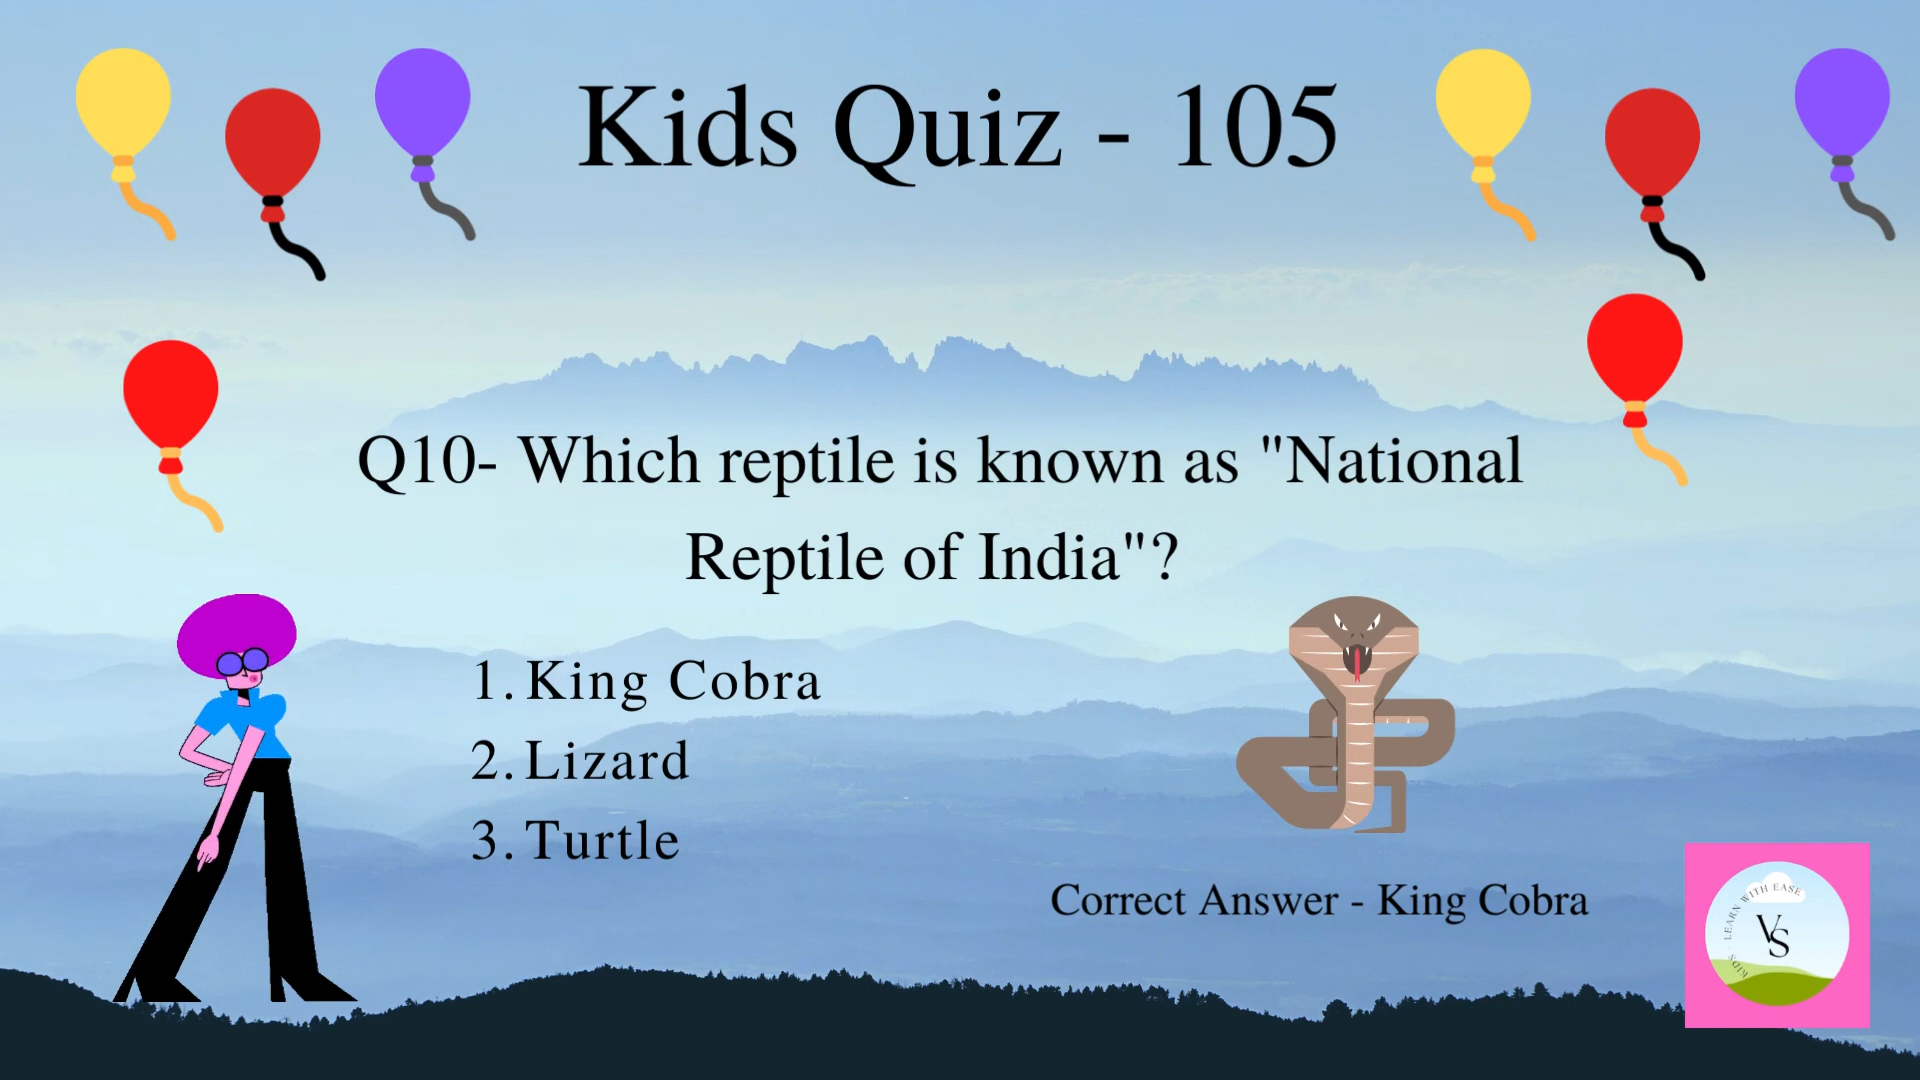 Kids Quiz - 105
Q10- Which reptile is known as "National
Reptile of India"?
1. King Cobra
2. Lizard
3. Turtle
Correct Answer - King Cobra
LEARN WITH EASE
VS
KIDS